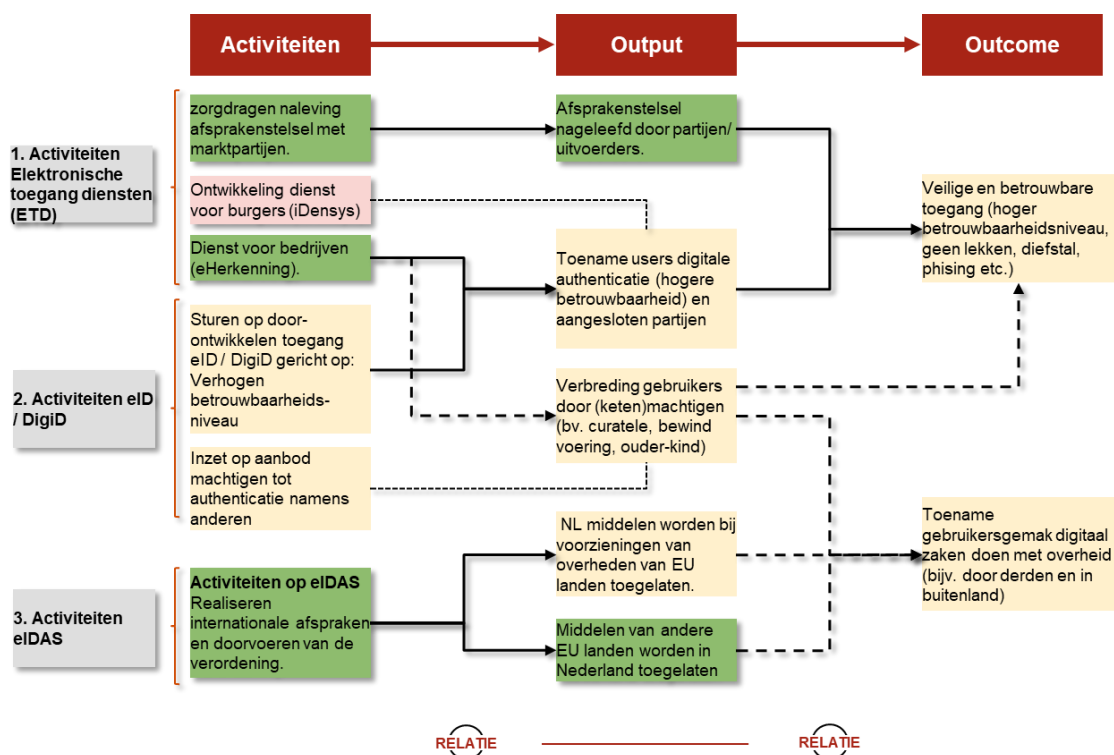 Activiteiten
Output
Outcome
1. Activiteiten
Elektronische
toegang diensten
(ETD)
zorgdragen naleving
afsprakenstelsel met
marktpartijen.
Ontwikkeling dienst
voor burgers (iDensys)
Dienst voor bedrijven
(eHerkenning).
Afsprakenstelsel
nageleefd door partijen/
uitvoerders.
Toename users digitale
authenticatie (hogere
betrouwbaarheid) en
aangesloten partijen
Veilige en betrouwbare
toegang (hoger
betrouwbaarheidsniveau,
geen lekken, diefstal,
phising etc.)
2. Activiteiten eID
/ DigiD
Sturen op door-
ontwikkelen toegang
eID / DigiD gericht op:
Verhogen
betrouwbaarheids-
niveau
Inzet op aanbod
machtigen tot
authenticatie namens
anderen
Verbreding gebruikers
door (keten)machtigen
(bv. curatele, bewind
voering, ouder-kind)
3. Activiteiten
eIDAS
Activiteiten op eIDAS
Realiseren
internationale afspraken
en doorvoeren van de
verordening.
NL middelen worden bij
voorzieningen van
overheden van EU
landen toegelaten.
Middelen van andere
EU landen worden in
Nederland toegelaten
Toename
gebruikersgemak digitaal
zaken doen met overheid
(bijv. door derden en in
buitenland)
RELATIE
RELATIE